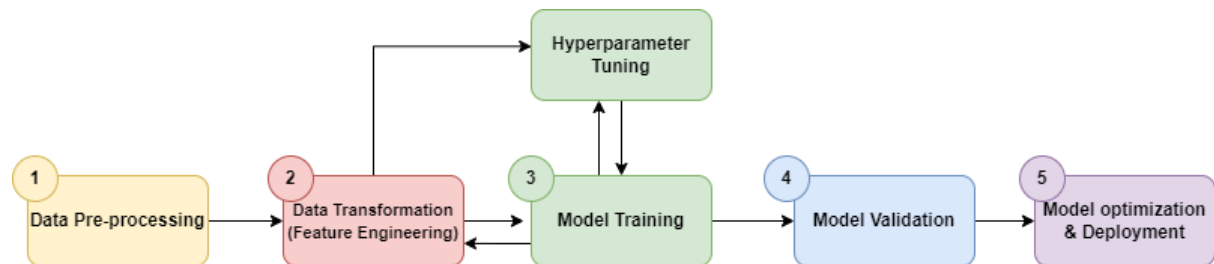 Hyperparameter
Tuning
1
Data Pre-processing
2
Data Transformation
(Feature Engineering)
3
Model Training
4
Model Validation
5
Model optimization
& Deployment